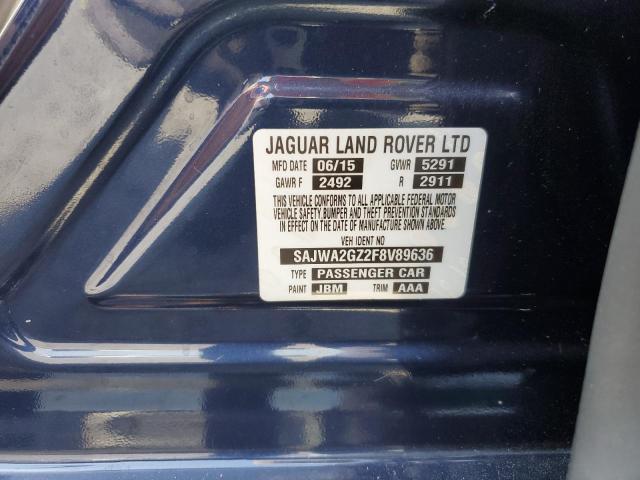 JAGUAR LAND ROVER LTD
MFD DATE 06/15 GVWR 5291
GAWR F 2492 R 2911
THIS VEHICLE CONFORMS TO ALL APPLICABLE FEDERAL MOTOR
VEHICLE SAFETY, BUMPER AND THEFT PREVENTION STANDARDS
IN EFFECT ON THE DATE OF MANUFACTURE SHOWN ABOVE.
VEH IDENT NO
SAJWA2GZ2F8V89636
TYPE PASSENGER CAR
PAINT JBM TRIM AAA